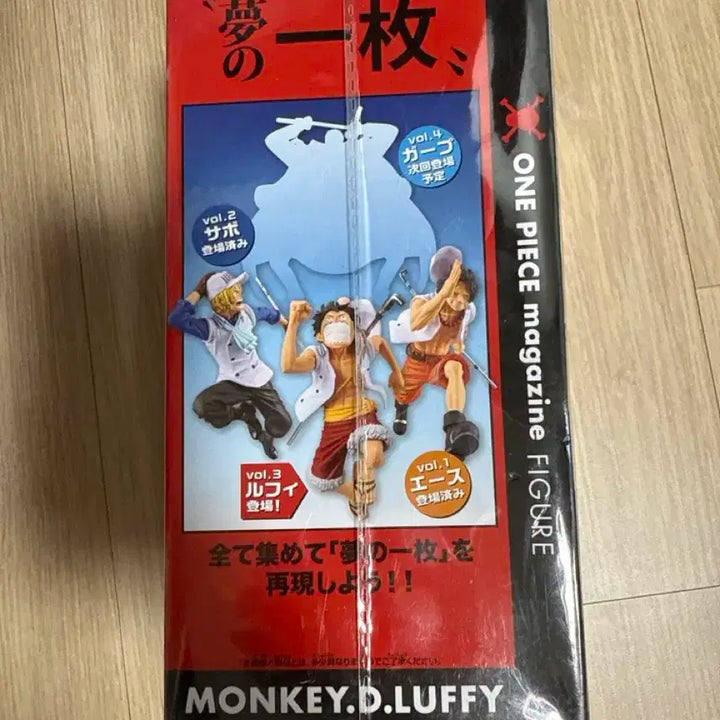 〝夢の一枚〟
vol.4
ガープ
次回登場
予定
vol.2
サボ
登場済み
vol.3
ルフィ
登場!
vol.1
エース
登場済み
全て集めて「夢の一枚」を
再現しよう!!
ONE PIECE magazine FIGURE
MONKEY.D.LUFFY